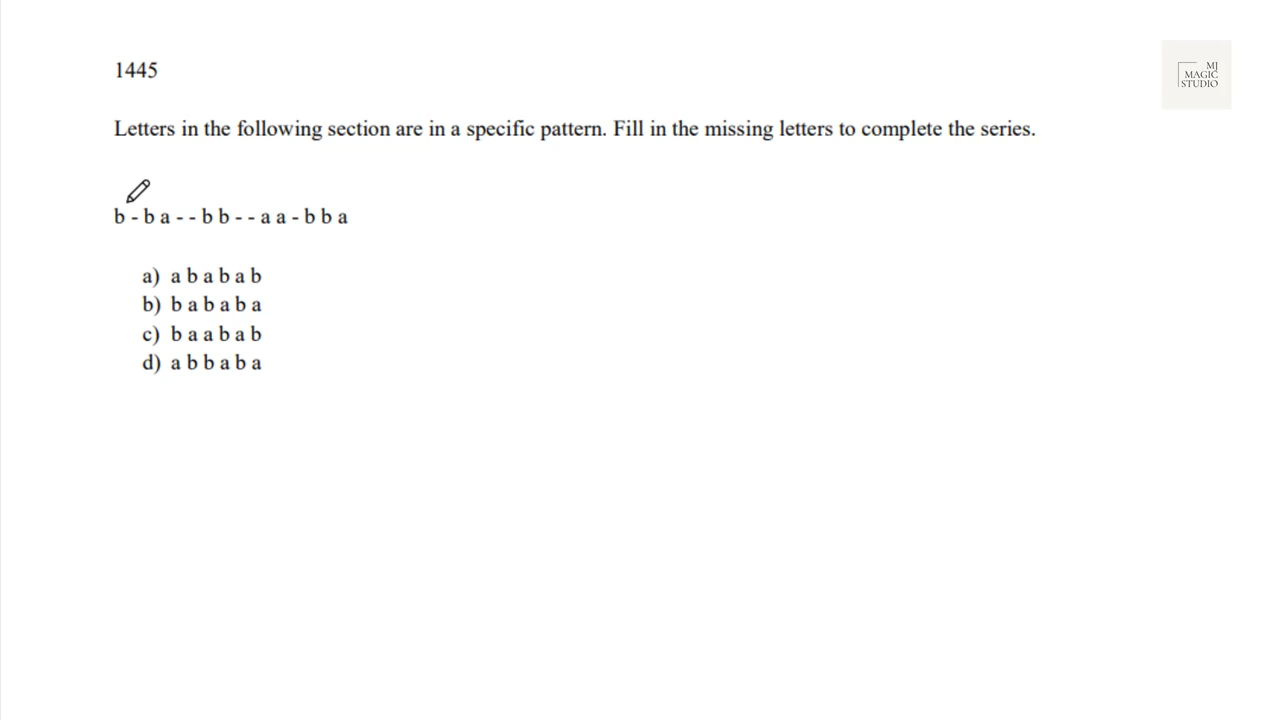 MJ
MAGIC
STUDIO
1445
Letters in the following section are in a specific pattern. Fill in the missing letters to complete the series.
b - b a - - b b - - a a - b b a
a) a b a b a b
b) b a b a b a
c) b a a b a b
d) a b b a b a